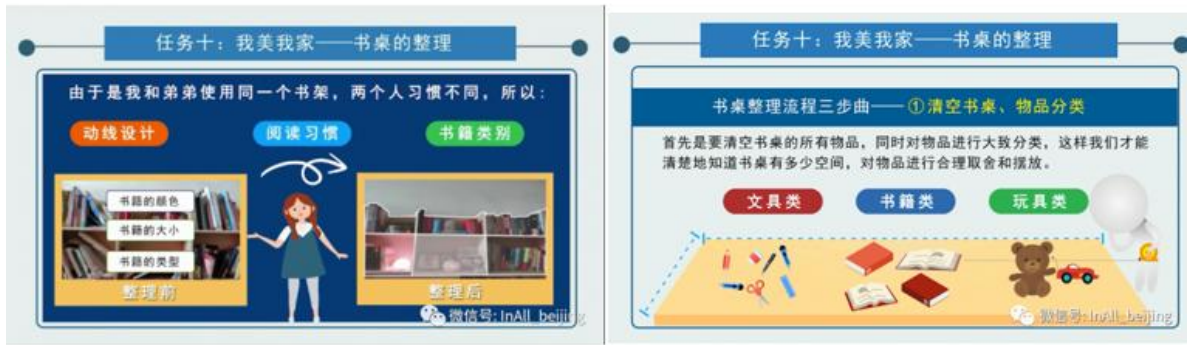 任务十：我美我家——书桌的整理
由于是我和弟弟使用同一个书架，两个人习惯不同，所以：
动线设计
阅读习惯
书籍类别
书籍的颜色
书籍的大小
书籍的类型
整理前
整理后
微信号: InAll_beijing
任务十：我美我家——书桌的整理
书桌整理流程三步曲——①清空书桌、物品分类
首先是要清空书桌的所有物品，同时对物品进行大致分类，这样我们才能
清楚地知道书桌有多少空间，对物品进行合理取舍和摆放。
文具类
书籍类
玩具类
微信号: InAll_beijing